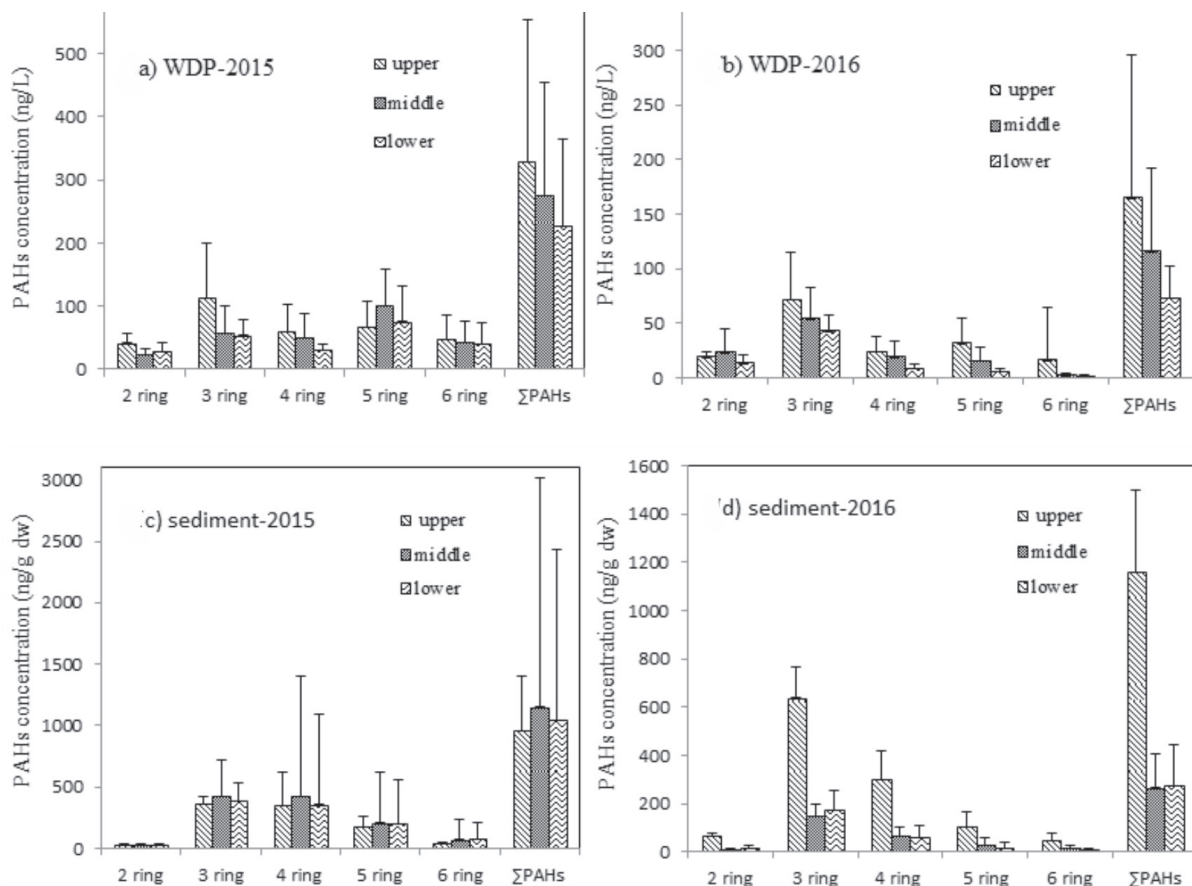 PAHs concentration (ng/L)
500
400
300
200
100
0
a) WDP-2015
upper
middle
lower
2 ring 3 ring 4 ring 5 ring 6 ring ∑PAHs
PAHs concentration (ng/L)
300
250
200
150
100
50
0
b) WDP-2016
upper
middle
lower
2 ring 3 ring 4 ring 5 ring 6 ring ∑PAHs
PAHs concentration (ng/g dw)
3000
2500
2000
1500
1000
500
0
c) sediment-2015
upper
middle
lower
2 ring 3 ring 4 ring 5 ring 6 ring ∑PAHs
PAHs concentration (ng/g dw)
1600
1400
1200
1000
800
600
400
200
0
d) sediment-2016
upper
middle
lower
2 ring 3 ring 4 ring 5 ring 6 ring ∑PAHs